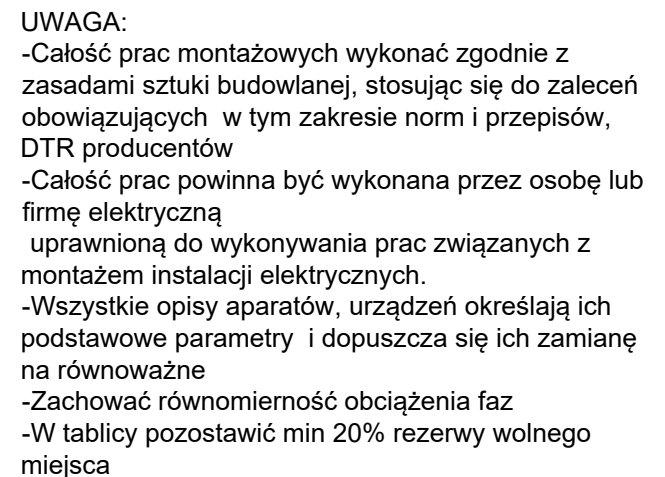 UWAGA:
-Całość prac montażowych wykonać zgodnie z
zasadami sztuki budowlanej, stosując się do zaleceń
obowiązujących  w tym zakresie norm i przepisów,
DTR producentów
-Całość prac powinna być wykonana przez osobę lub
firmę elektryczną
 uprawnioną do wykonywania prac związanych z
montażem instalacji elektrycznych.
-Wszystkie opisy aparatów, urządzeń określają ich
podstawowe parametry  i dopuszcza się ich zamianę
na równoważne
-Zachować równomierność obciążenia faz
-W tablicy pozostawić min 20% rezerwy wolnego
miejsca